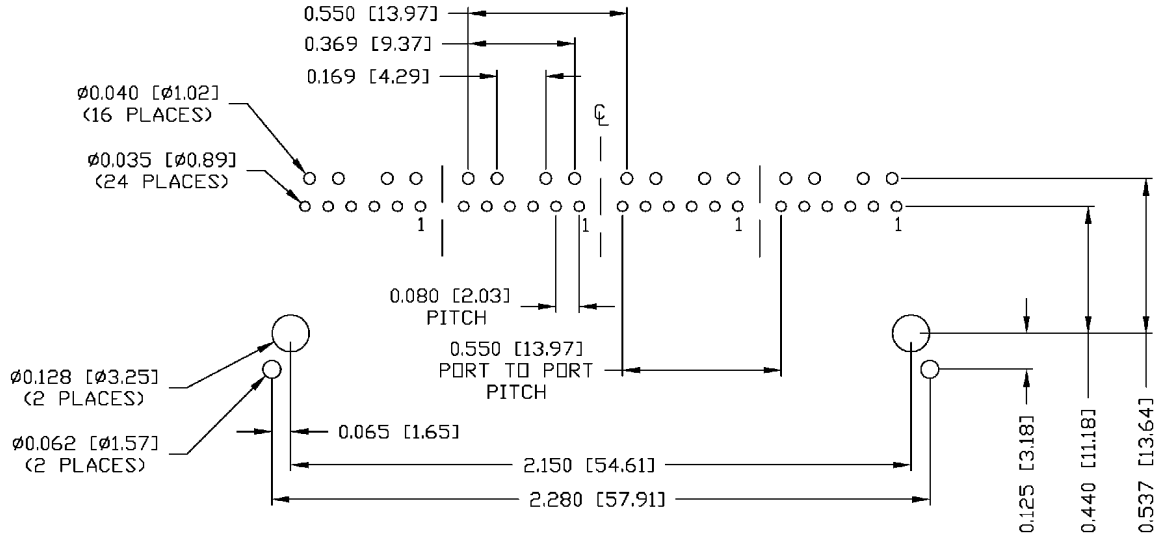 0.550 [13.97]
0.369 [9.37]
0.169 [4.29]
Ø0.040 [Ø1.02]
(16 PLACES)
℄
Ø0.035 [Ø0.89]
(24 PLACES)
1
1
1
1
0.080 [2.03]
PITCH
0.550 [13.97]
PORT TO PORT
PITCH
Ø0.128 [Ø3.25]
(2 PLACES)
Ø0.062 [Ø1.57]
(2 PLACES)
0.065 [1.65]
2.150 [54.61]
2.280 [57.91]
0.125 [3.18]
0.440 [11.18]
0.537 [13.64]